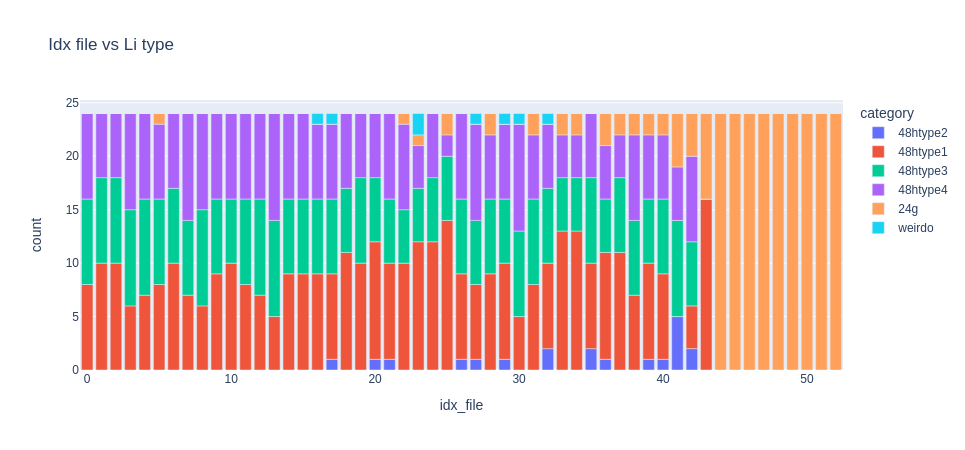 Idx file vs Li type
25
20
15
10
5
0
count
0 10 20 30 40 50
idx_file
category
48htype2
48htype1
48htype3
48htype4
24g
weirdo